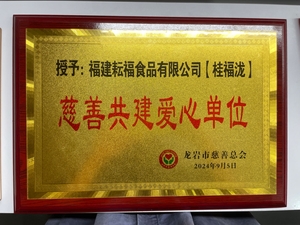 授予：福建耘福食品有限公司【桂福泷】
慈善共建爱心单位
龙岩市慈善总会
2024年9月5日